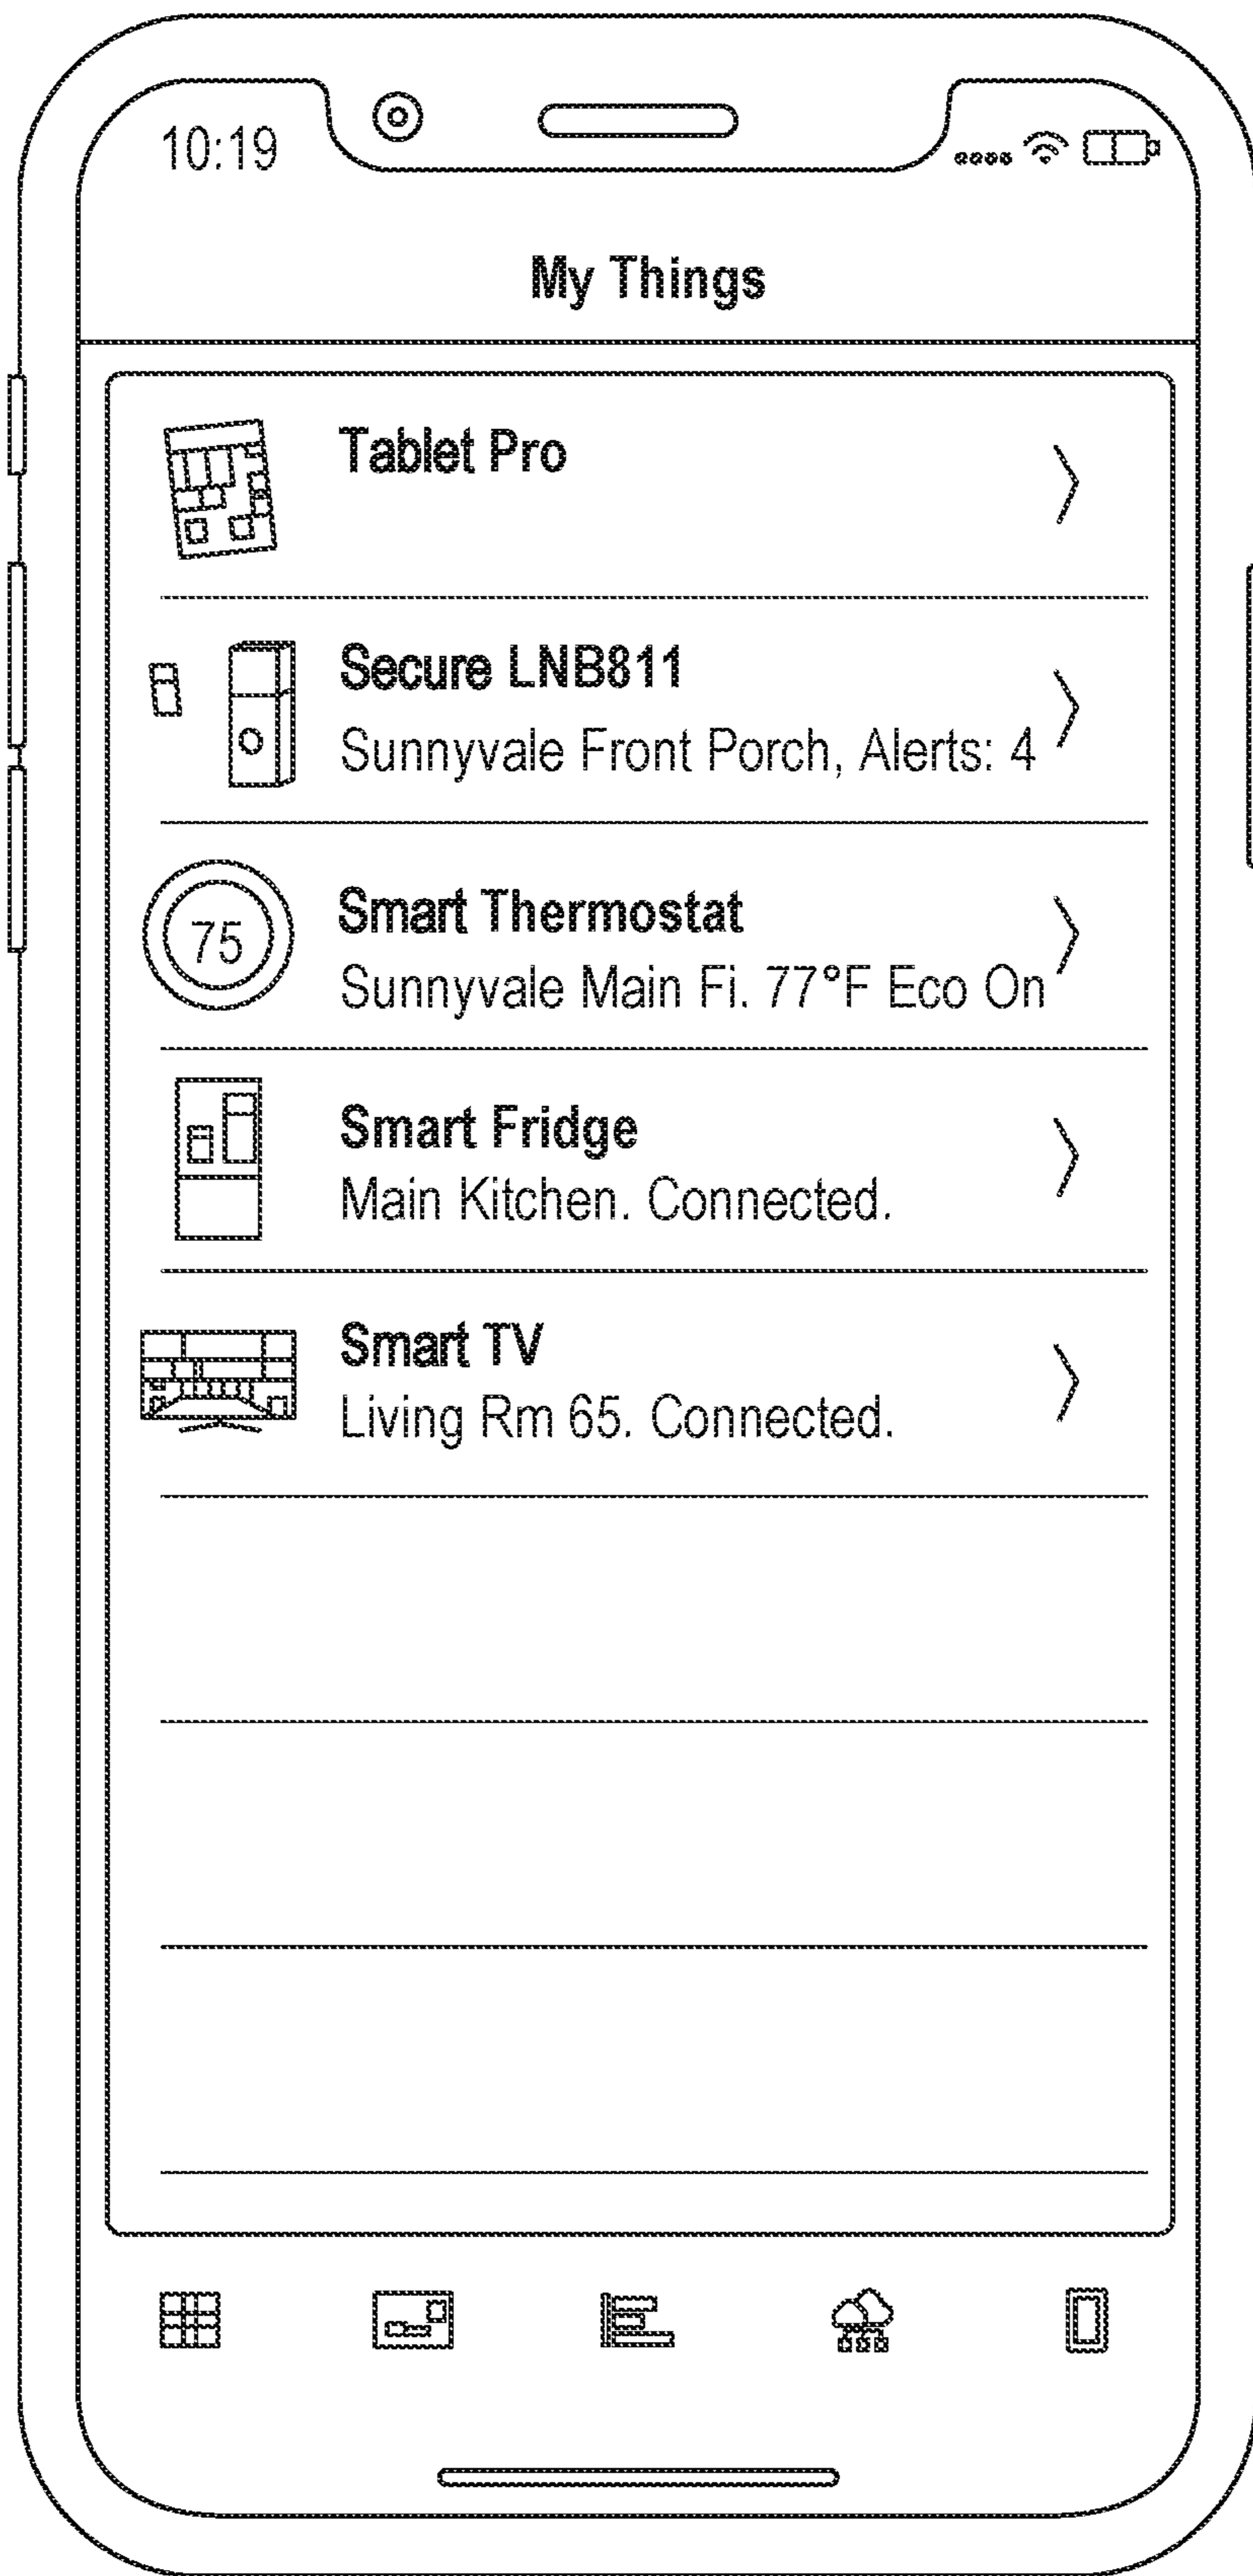 10:19
My Things
Tablet Pro
Secure LNB811
Sunnyvale Front Porch, Alerts: 4
75
Smart Thermostat
Sunnyvale Main Fi. 77°F Eco On
Smart Fridge
Main Kitchen. Connected.
Smart TV
Living Rm 65. Connected.